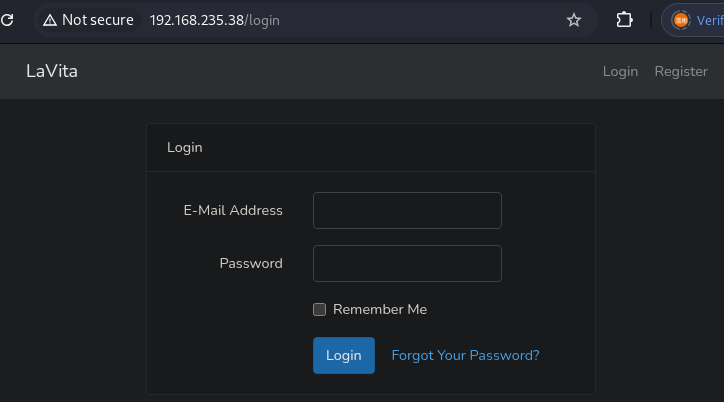 Not secure 192.168.235.38/login Verif
LaVita Login Register
Login
E-Mail Address
Password
Remember Me
Login Forgot Your Password?